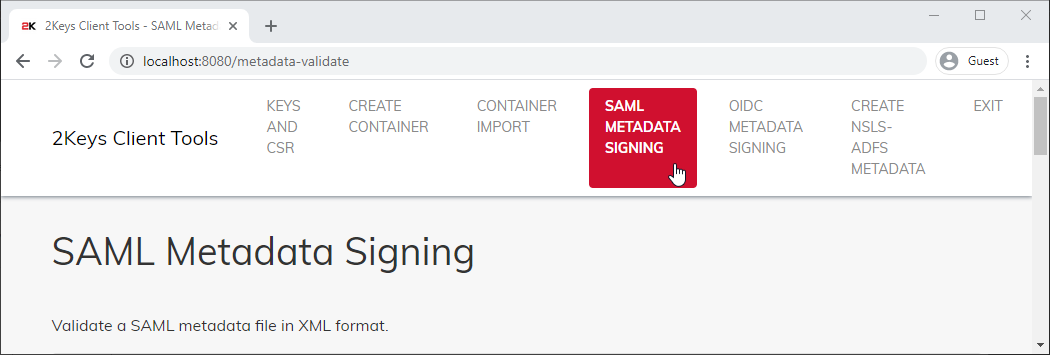 2K 2Keys Client Tools - SAML Metad
localhost:8080/metadata-validate
Guest
2Keys Client Tools
KEYS
AND
CSR
CREATE
CONTAINER
CONTAINER
IMPORT
SAML
METADATA
SIGNING
OIDC
METADATA
SIGNING
CREATE
NSLS-
ADFS
METADATA
EXIT
SAML Metadata Signing
Validate a SAML metadata file in XML format.